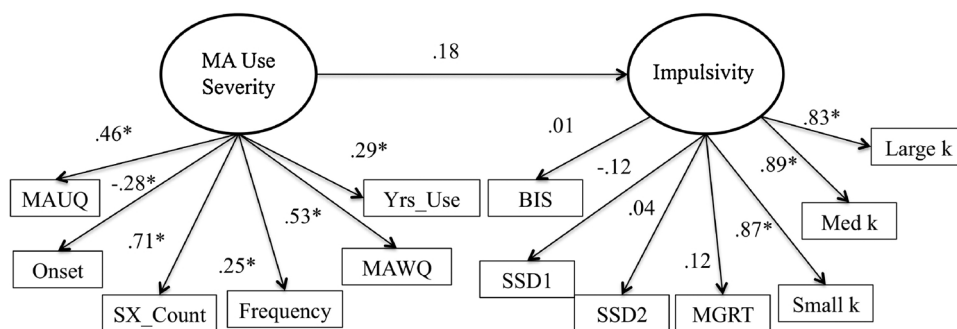 MA Use
Severity
.18
Impulsivity
.46*
-.28*
.71*
.25*
.53*
.29*
MAUQ
Onset
SX_Count
Frequency
MAWQ
Yrs_Use
.01
-.12
.04
.12
.87*
.89*
.83*
BIS
SSD1
SSD2
MGRT
Small k
Med k
Large k